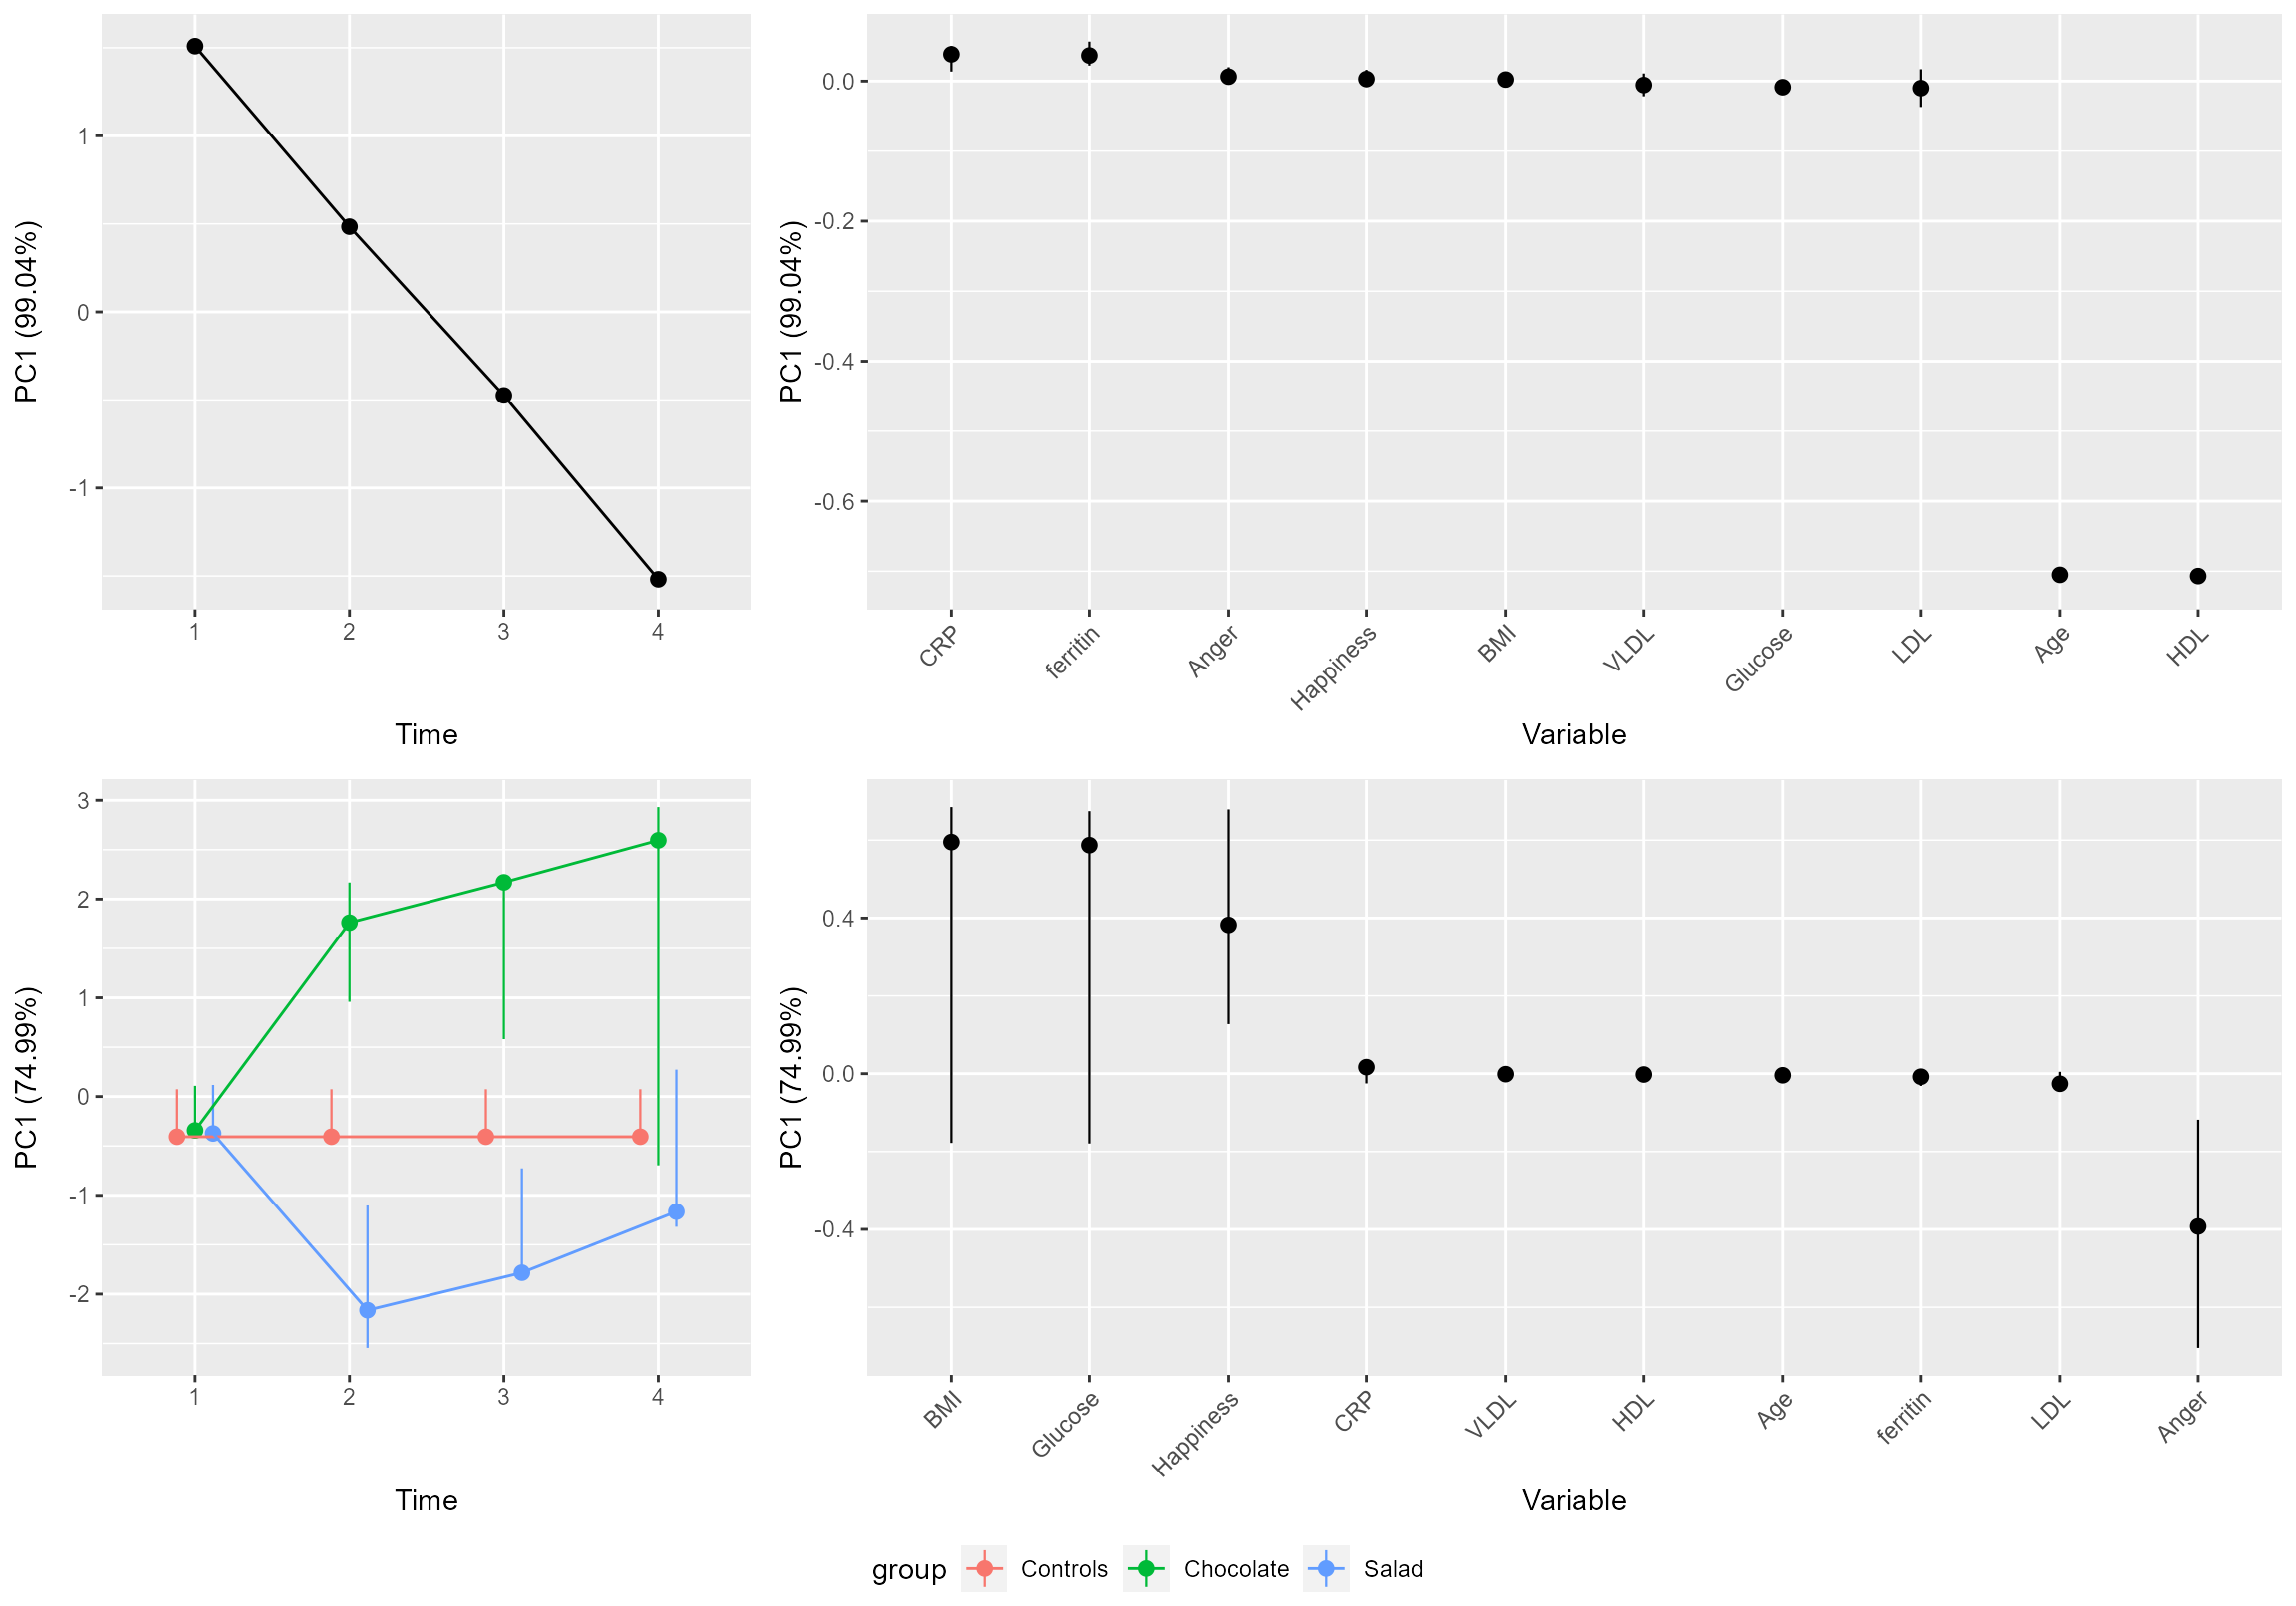 PC1 (99.04%)
1
0
-1
1 2 3 4
Time
PC1 (99.04%)
0.0
-0.2
-0.4
-0.6
CRP ferritin Anger Happiness BMI VLDL Glucose LDL Age HDL
Variable
PC1 (74.99%)
3
2
1
0
-1
-2
1 2 3 4
Time
PC1 (74.99%)
0.4
0.0
-0.4
BMI Glucose Happiness CRP VLDL HDL Age ferritin LDL Anger
Variable
group Controls Chocolate Salad